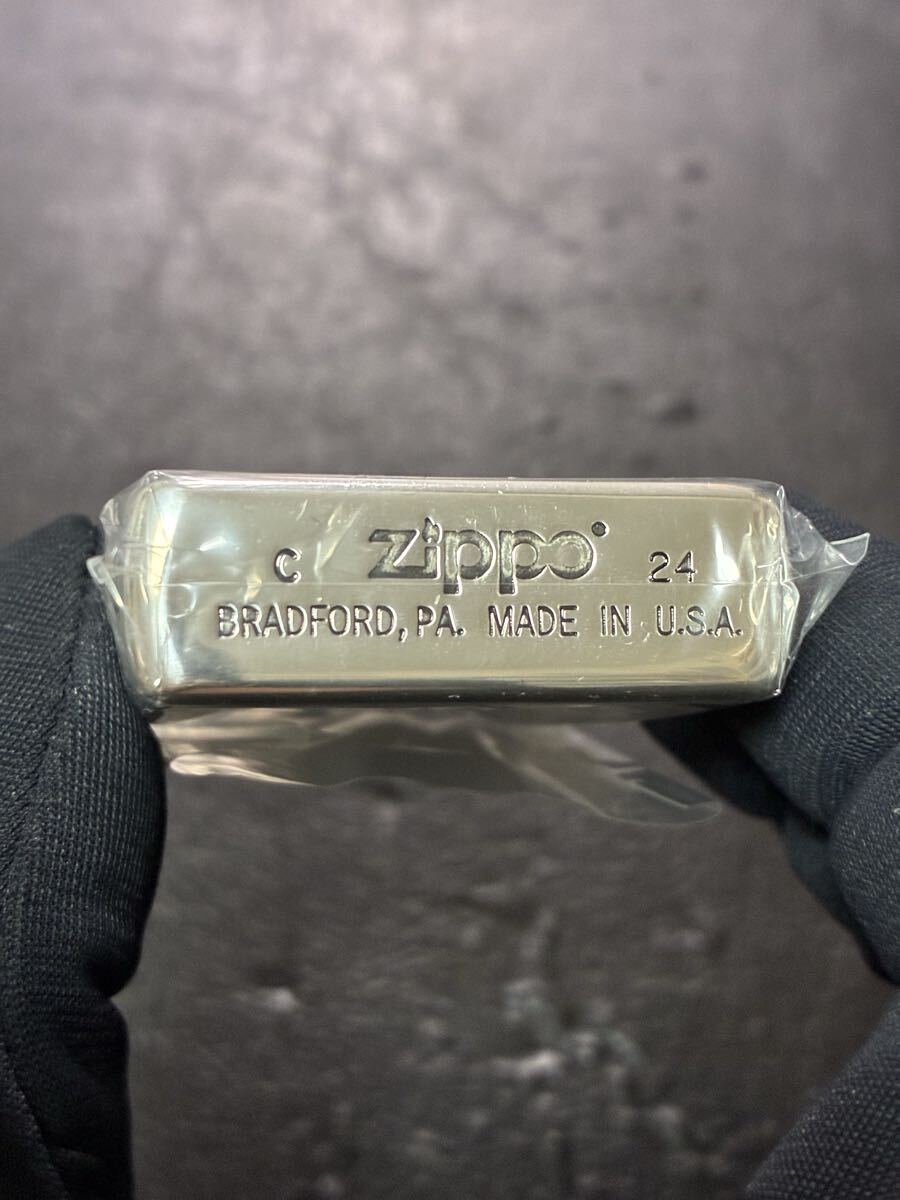 C zippo 24
BRADFORD, PA. MADE IN U.S.A.